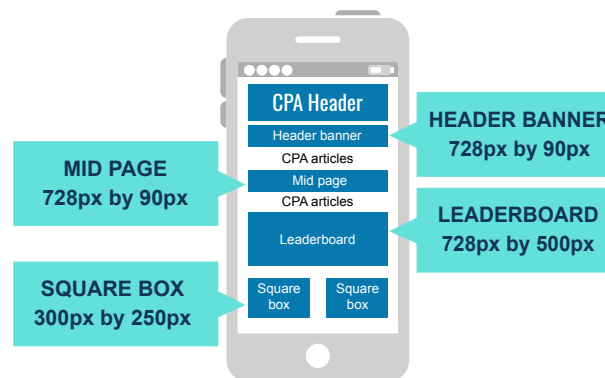 CPA Header
Header banner
CPA articles
Mid page
CPA articles
Leaderboard
Square
box
Square
box
HEADER BANNER
728px by 90px
MID PAGE
728px by 90px
LEADERBOARD
728px by 500px
SQUARE BOX
300px by 250px